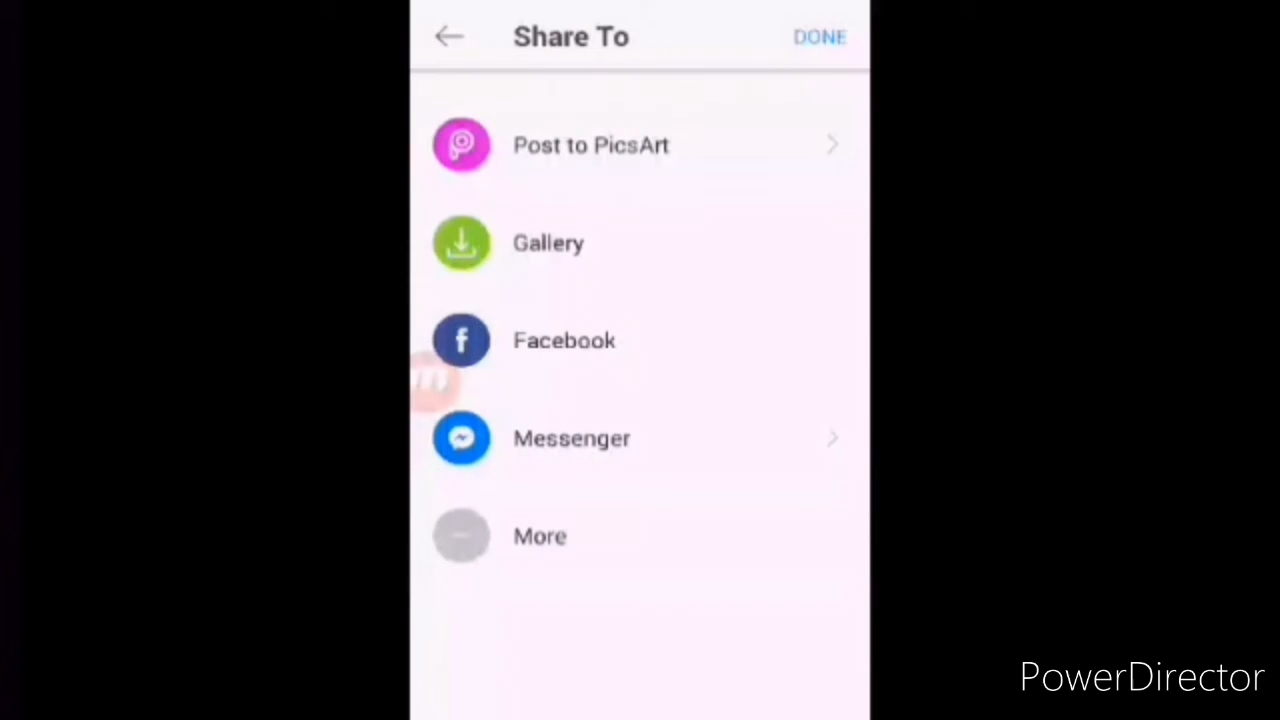 Share To
DONE
Post to PicsArt
Gallery
f
Facebook
Messenger
More
PowerDirector